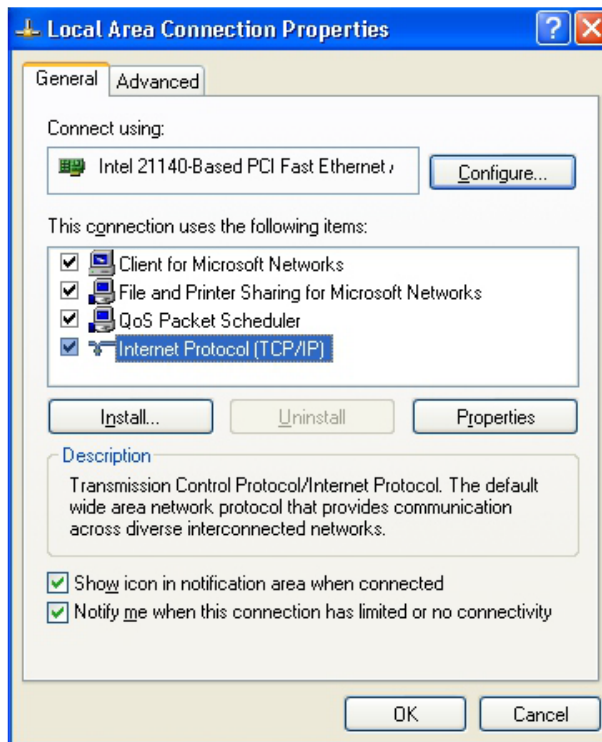 Local Area Connection Properties
General
Advanced
Connect using:
Intel 21140-Based PCI Fast Ethernet
Configure...
This connection uses the following items:
Client for Microsoft Networks
File and Printer Sharing for Microsoft Networks
QoS Packet Scheduler
Internet Protocol (TCP/IP)
Install...
Uninstall
Properties
Description
Transmission Control Protocol/Internet Protocol. The default
wide area network protocol that provides communication
across diverse interconnected networks.
Show icon in notification area when connected
Notify me when this connection has limited or no connectivity
OK
Cancel